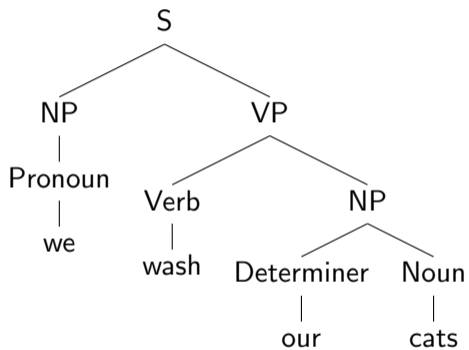 S
NP VP
Pronoun
Verb NP
we
wash
Determiner Noun
our cats